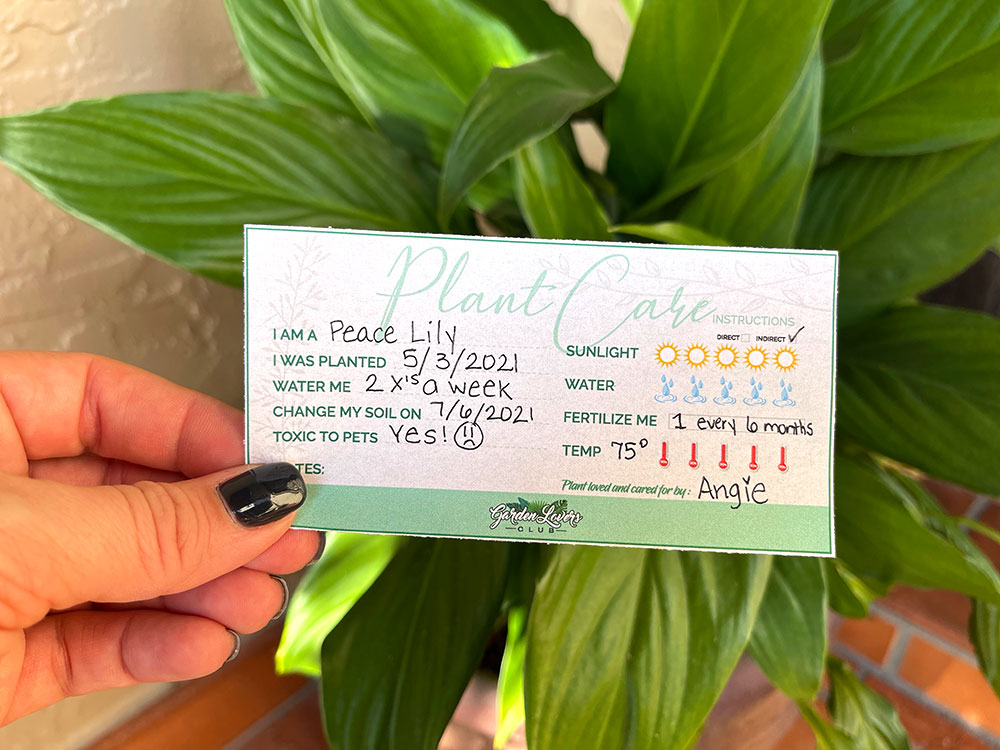 Plant Care INSTRUCTIONS
I AM A Peace Lily
I WAS PLANTED 5/3/2021
WATER ME 2 x's a week
CHANGE MY SOIL ON 7/6/2021
TOXIC TO PETS Yes!
TES:
DIRECT INDIRECT ✓
SUNLIGHT
WATER
FERTILIZE ME 1 every 6 months
TEMP 75°
Plant loved and cared for by: Angie
Garden Lovers
CLUB